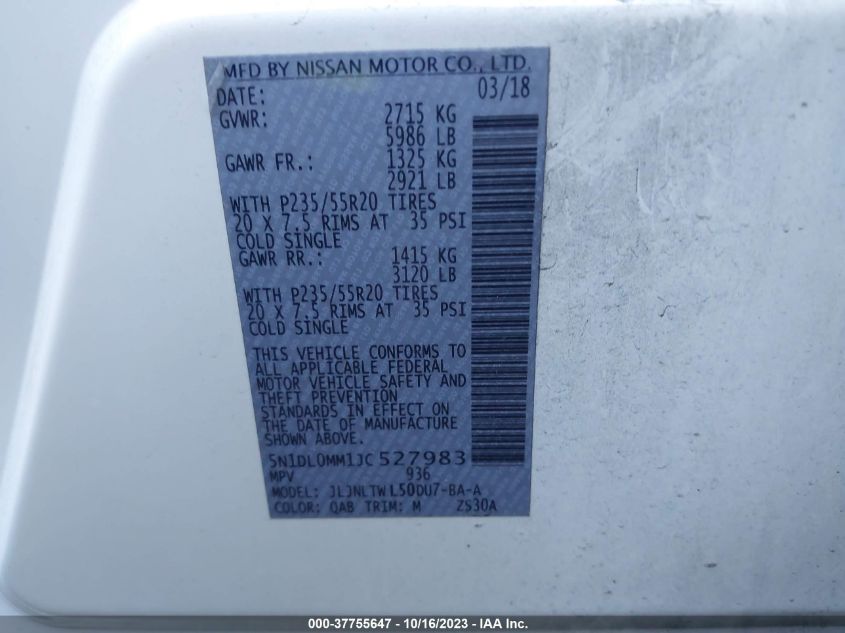 MFD BY NISSAN MOTOR CO., LTD.
DATE: 03/18
GVWR: 2715 KG
5986 LB
GAWR FR.: 1325 KG
2921 LB
WITH P235/55R20 TIRES
20 X 7.5 RIMS AT 35 PSI
COLD SINGLE
GAWR RR.: 1415 KG
3120 LB
WITH P235/55R20 TIRES
20 X 7.5 RIMS AT 35 PSI
COLD SINGLE
THIS VEHICLE CONFORMS TO
ALL APPLICABLE FEDERAL
MOTOR VEHICLE SAFETY AND
THEFT PREVENTION
STANDARDS IN EFFECT ON
THE DATE OF MANUFACTURE
SHOWN ABOVE.
5N1DL0MM1JC527983
MPV 936
MODEL: JLJNLTWL50DU7-BA-A
COLOR: QAB TRIM: M ZS30A
000-37755647 - 10/16/2023 - IAA Inc.